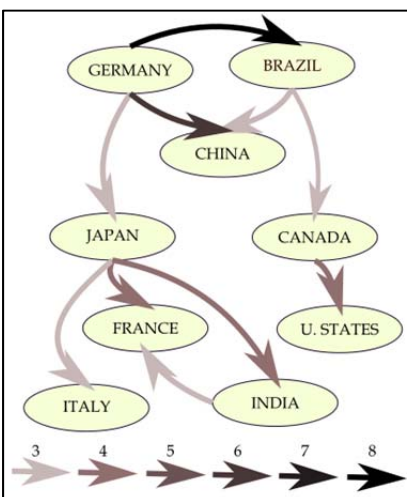 GERMANY
BRAZIL
CHINA
JAPAN
CANADA
FRANCE
U. STATES
ITALY
INDIA
3 4 5 6 7 8